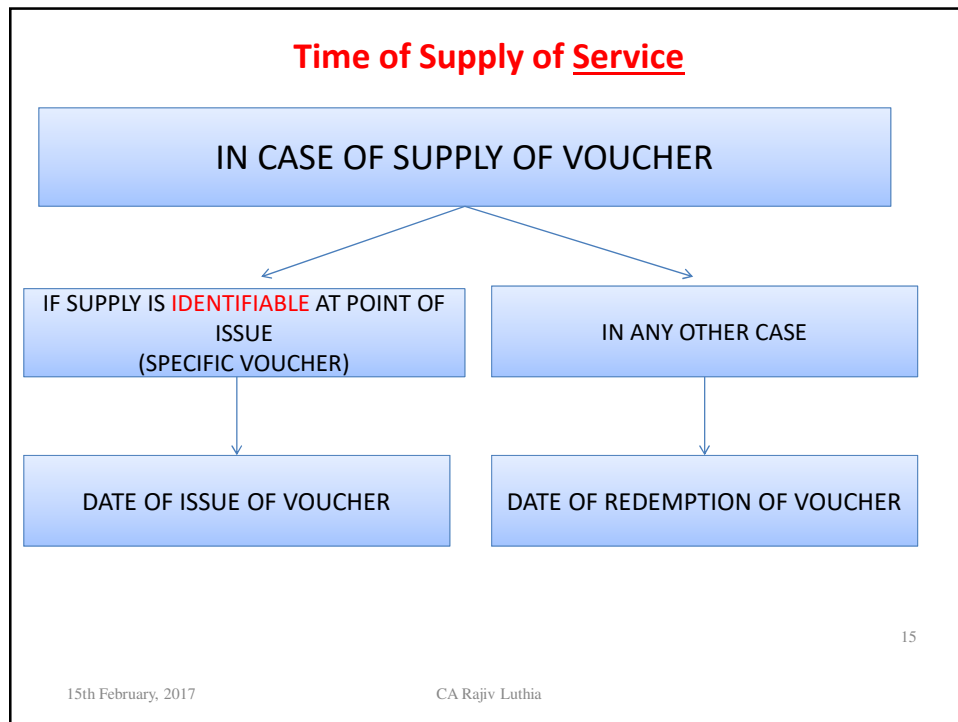 Time of Supply of Service
IN CASE OF SUPPLY OF VOUCHER
IF SUPPLY IS IDENTIFIABLE AT POINT OF
ISSUE
(SPECIFIC VOUCHER)
IN ANY OTHER CASE
DATE OF ISSUE OF VOUCHER
DATE OF REDEMPTION OF VOUCHER
15
15th February, 2017
CA Rajiv Luthia